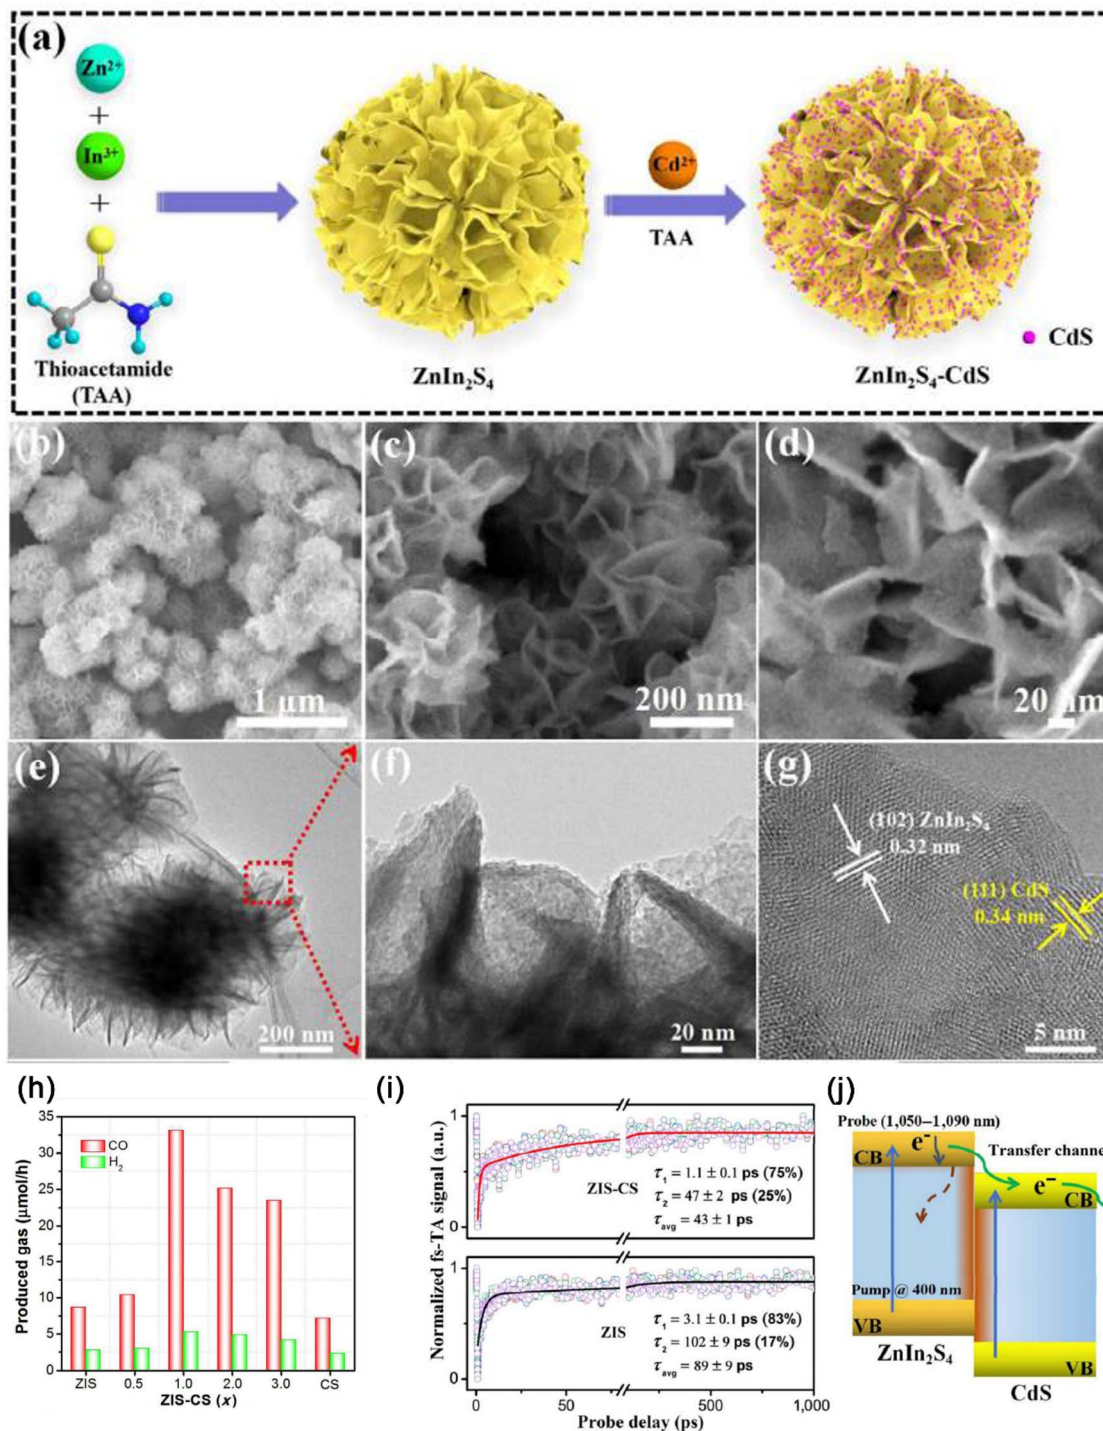 (a)
Zn²⁺
+
In³⁺
+
Thioacetamide
(TAA)
ZnIn₂S₄
Cd²⁺
TAA
CdS
ZnIn₂S₄-CdS
(b)
1 μm
(c)
200 nm
(d)
20 nm
(e)
200 nm
(f)
20 nm
(g)
(102) ZnIn₂S₄
0.32 nm
(111) CdS
0.34 nm
5 nm
(h)
Produced gas (μmol/h)
35
30
25
20
15
10
5
0
CO
H₂
ZIS
0.5
1.0
2.0
3.0
CS
ZIS-CS (x)
(i)
Normalized fs-TA signal (a.u.)
1
0
ZIS-CS
τ₁ = 1.1 ± 0.1 ps (75%)
τ₂ = 47 ± 2 ps (25%)
τavg = 43 ± 1 ps
1
0
ZIS
τ₁ = 3.1 ± 0.1 ps (83%)
τ₂ = 102 ± 9 ps (17%)
τavg = 89 ± 9 ps
0
50
500
1,000
Probe delay (ps)
(j)
Probe (1,050–1,090 nm)
CB
e⁻
Transfer channel
e⁻
CB
Pump @ 400 nm
VB
ZnIn₂S₄
VB
CdS